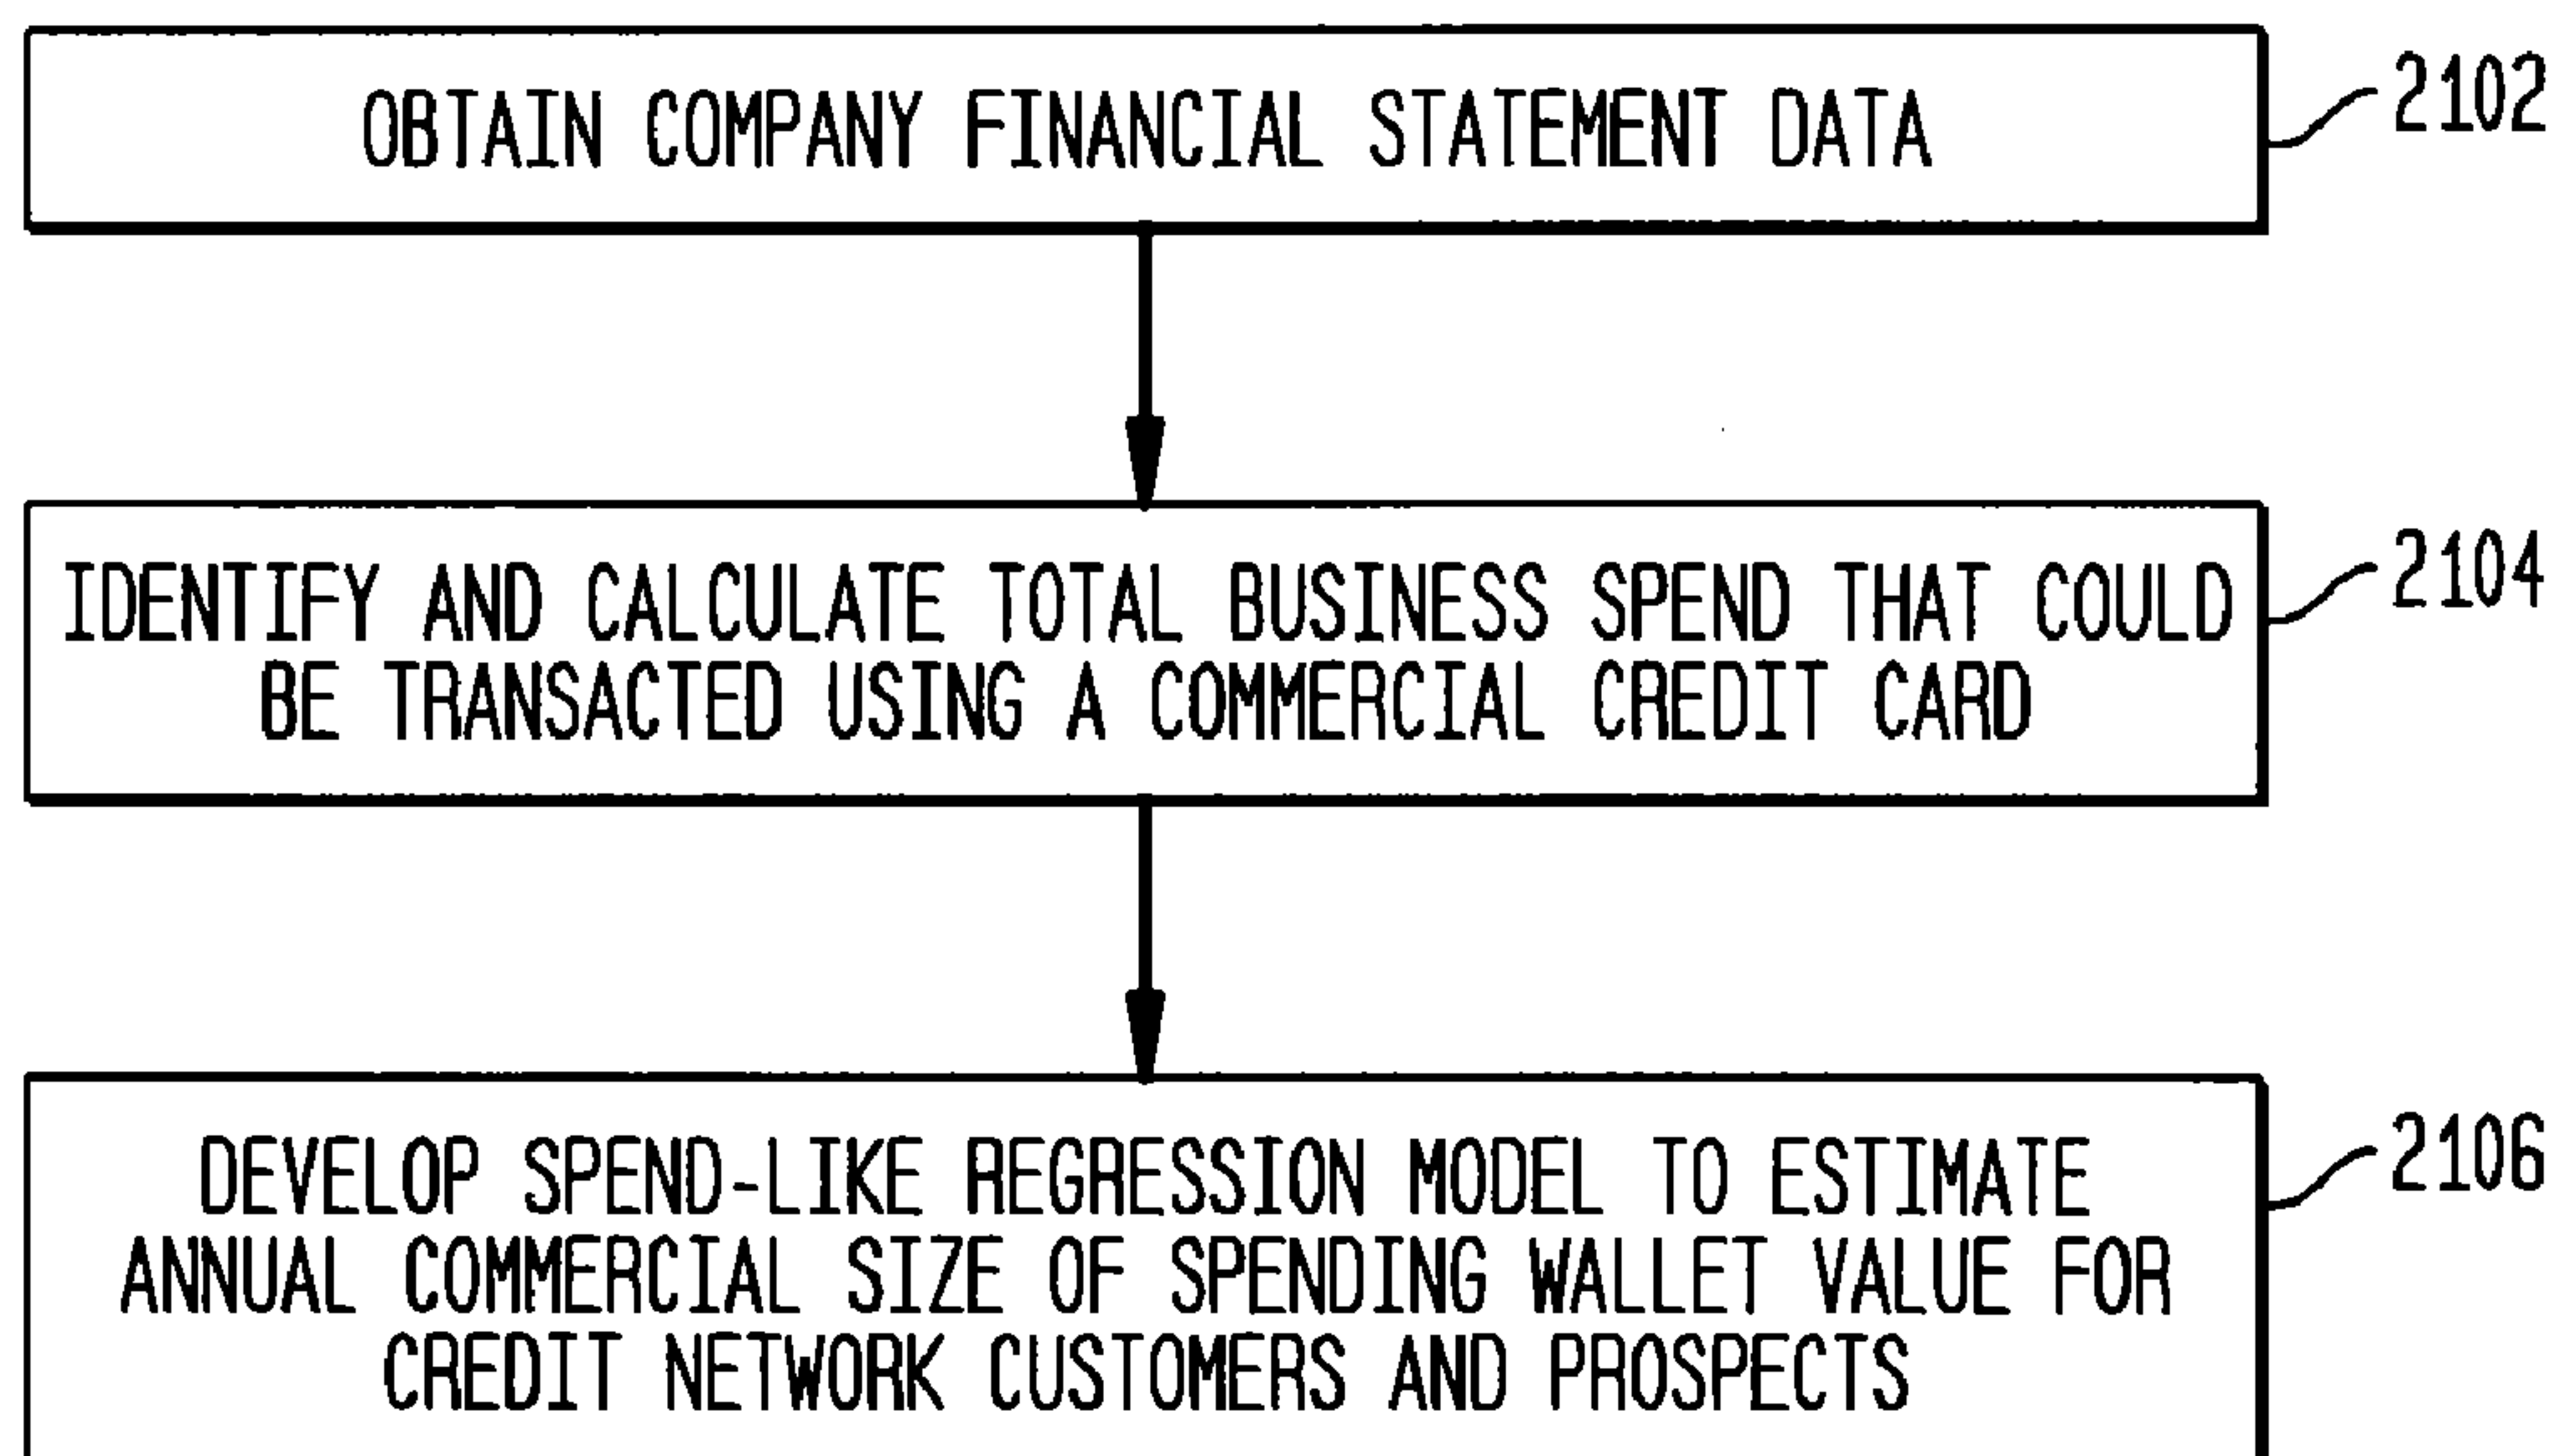 OBTAIN COMPANY FINANCIAL STATEMENT DATA
2102
IDENTIFY AND CALCULATE TOTAL BUSINESS SPEND THAT COULD
BE TRANSACTED USING A COMMERCIAL CREDIT CARD
2104
DEVELOP SPEND-LIKE REGRESSION MODEL TO ESTIMATE
ANNUAL COMMERCIAL SIZE OF SPENDING WALLET VALUE FOR
CREDIT NETWORK CUSTOMERS AND PROSPECTS
2106